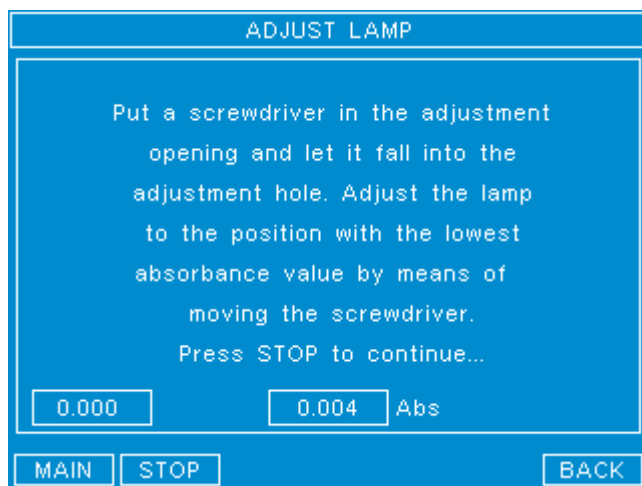 ADJUST LAMP
Put a screwdriver in the adjustment
opening and let it fall into the
adjustment hole. Adjust the lamp
to the position with the lowest
absorbance value by means of
moving the screwdriver.
Press STOP to continue...
0.000 0.004 Abs
MAIN STOP BACK